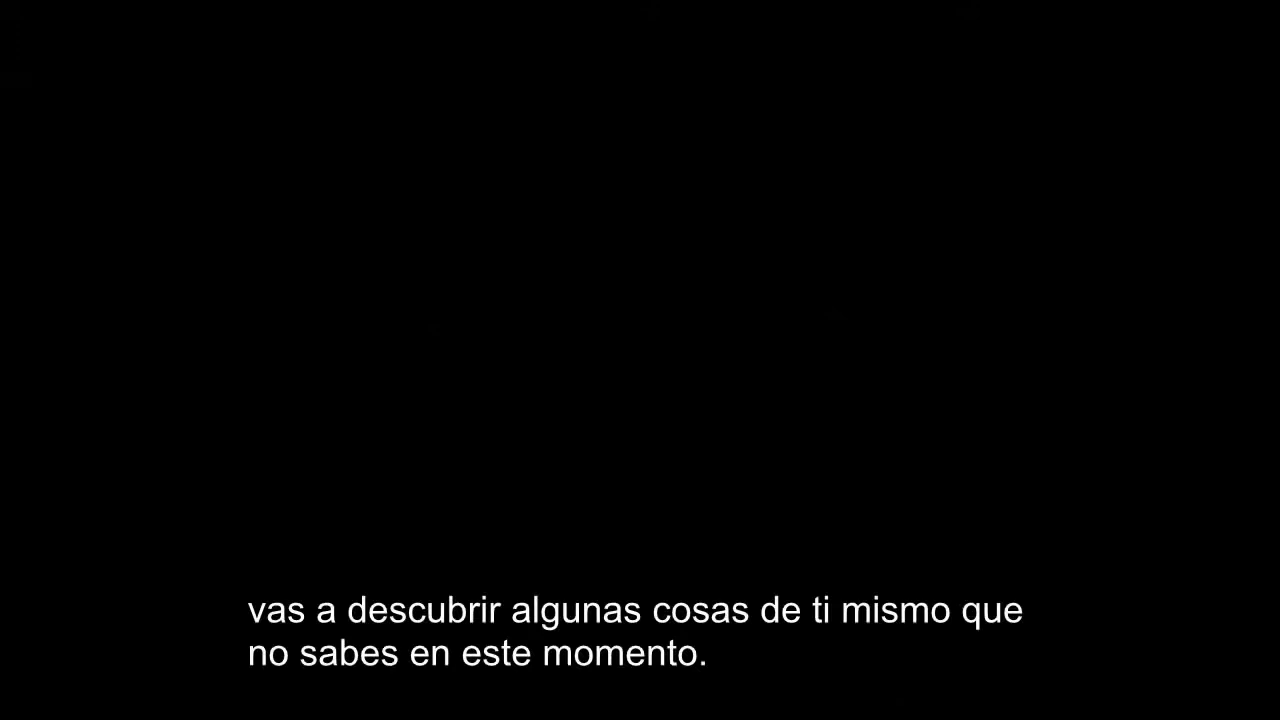 vas a descubrir algunas cosas de ti mismo que
no sabes en este momento.